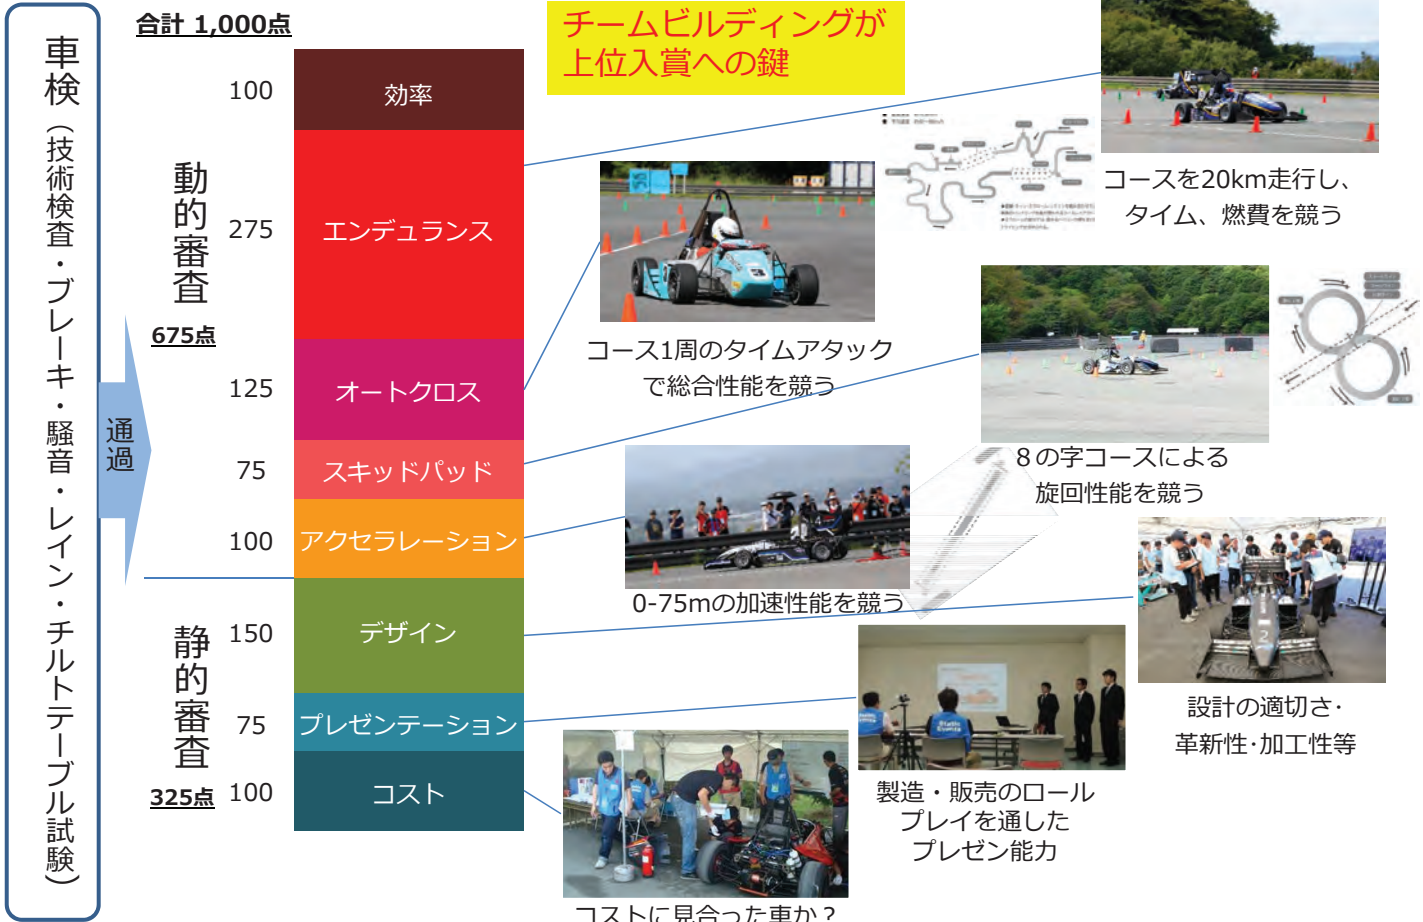 車検（技術検査・ブレーキ・騒音・レイン・チルトテーブル試験）
通過
合計 1,000点
動的審査
675点
静的審査
325点
100
効率
275
エンデュランス
125
オートクロス
75
スキッドパッド
100
アクセラレーション
150
デザイン
75
プレゼンテーション
100
コスト
チームビルディングが
上位入賞への鍵
コースを20km走行し、
タイム、燃費を競う
コース1周のタイムアタック
で総合性能を競う
８の字コースによる
旋回性能を競う
0-75mの加速性能を競う
設計の適切さ・
革新性・加工性等
製造・販売のロール
プレイを通した
プレゼン能力
コストに見合った車か？
2